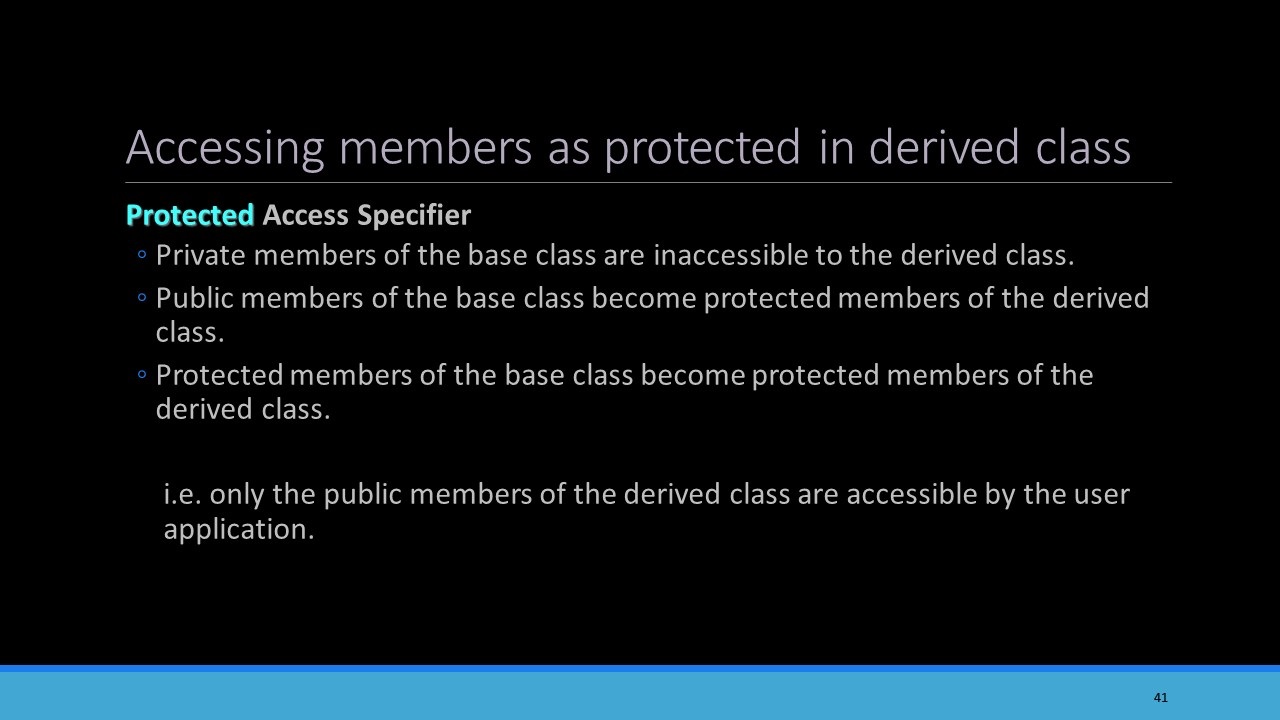 Accessing members as protected in derived class
Protected Access Specifier
◦ Private members of the base class are inaccessible to the derived class.
◦ Public members of the base class become protected members of the derived
class.
◦ Protected members of the base class become protected members of the
derived class.
i.e. only the public members of the derived class are accessible by the user
application.
41